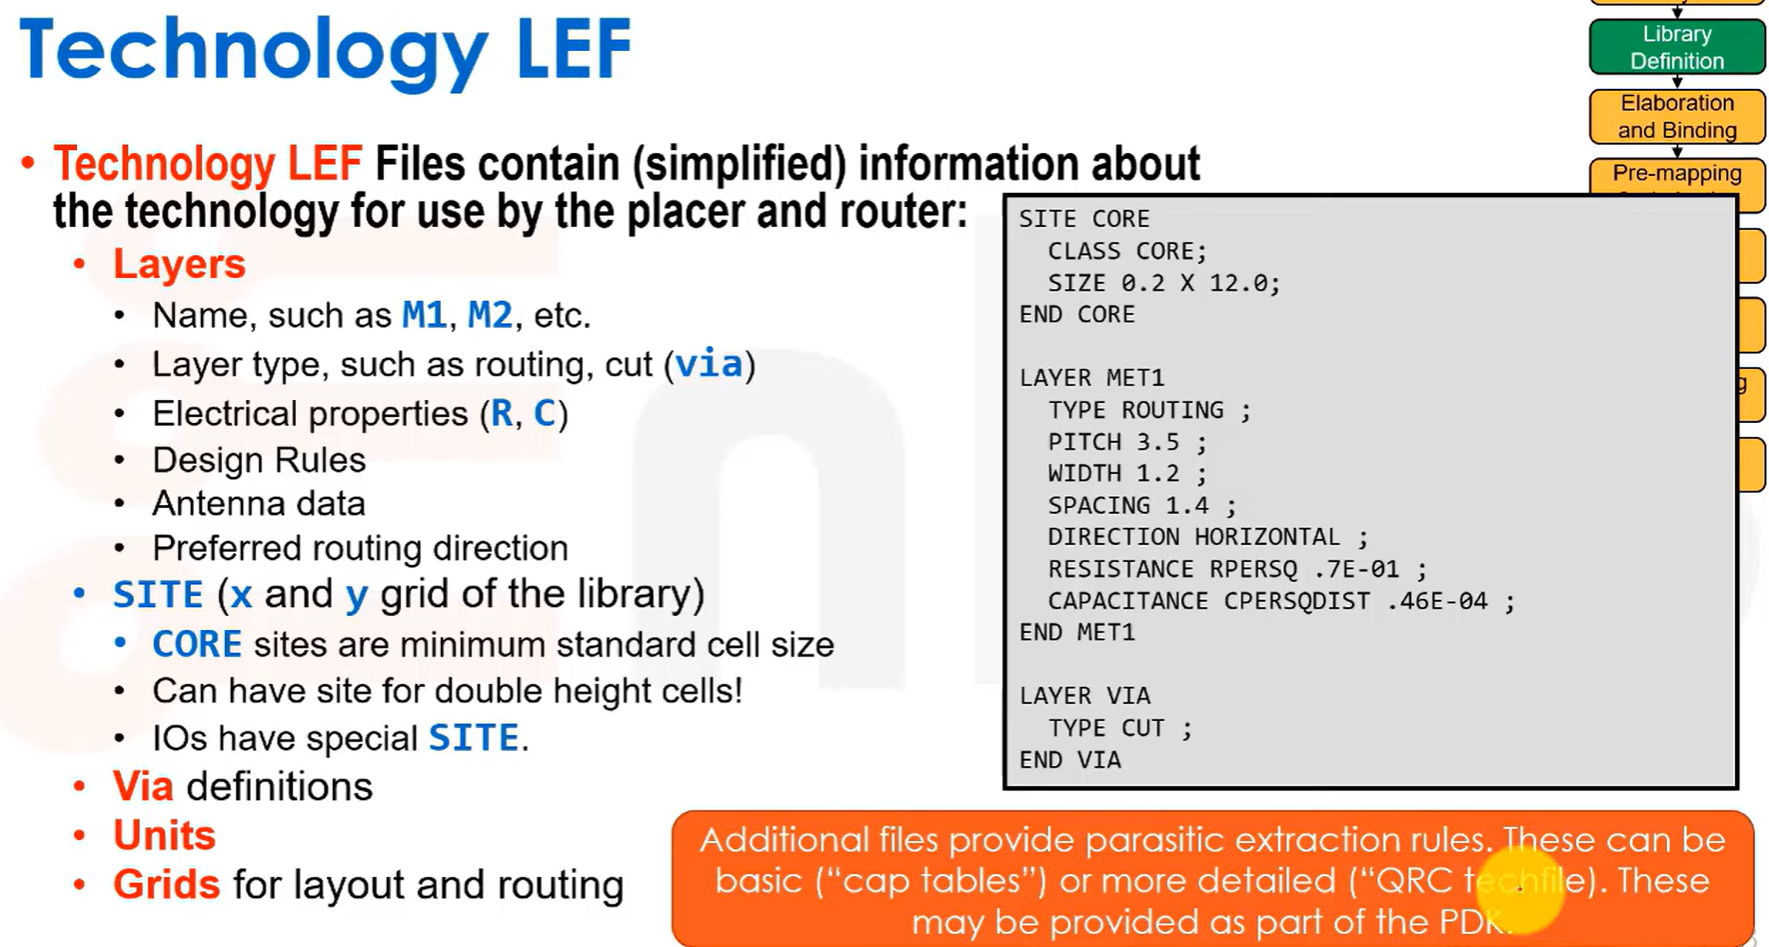 Technology LEF
Library
Definition
Elaboration
and Binding
Pre-mapping
• Technology LEF Files contain (simplified) information about
the technology for use by the placer and router:
• Layers
• Name, such as M1, M2, etc.
• Layer type, such as routing, cut (via)
• Electrical properties (R, C)
• Design Rules
• Antenna data
• Preferred routing direction
• SITE (x and y grid of the library)
• CORE sites are minimum standard cell size
• Can have site for double height cells!
• IOs have special SITE.
• Via definitions
• Units
• Grids for layout and routing
SITE CORE
CLASS CORE;
SIZE 0.2 X 12.0;
END CORE
LAYER MET1
TYPE ROUTING ;
PITCH 3.5 ;
WIDTH 1.2 ;
SPACING 1.4 ;
DIRECTION HORIZONTAL ;
RESISTANCE RPERSQ .7E-01 ;
CAPACITANCE CPERSQDIST .46E-04 ;
END MET1
LAYER VIA
TYPE CUT ;
END VIA
g
Additional files provide parasitic extraction rules. These can be
basic (“cap tables”) or more detailed (“QRC techfile). These
may be provided as part of the PDK.